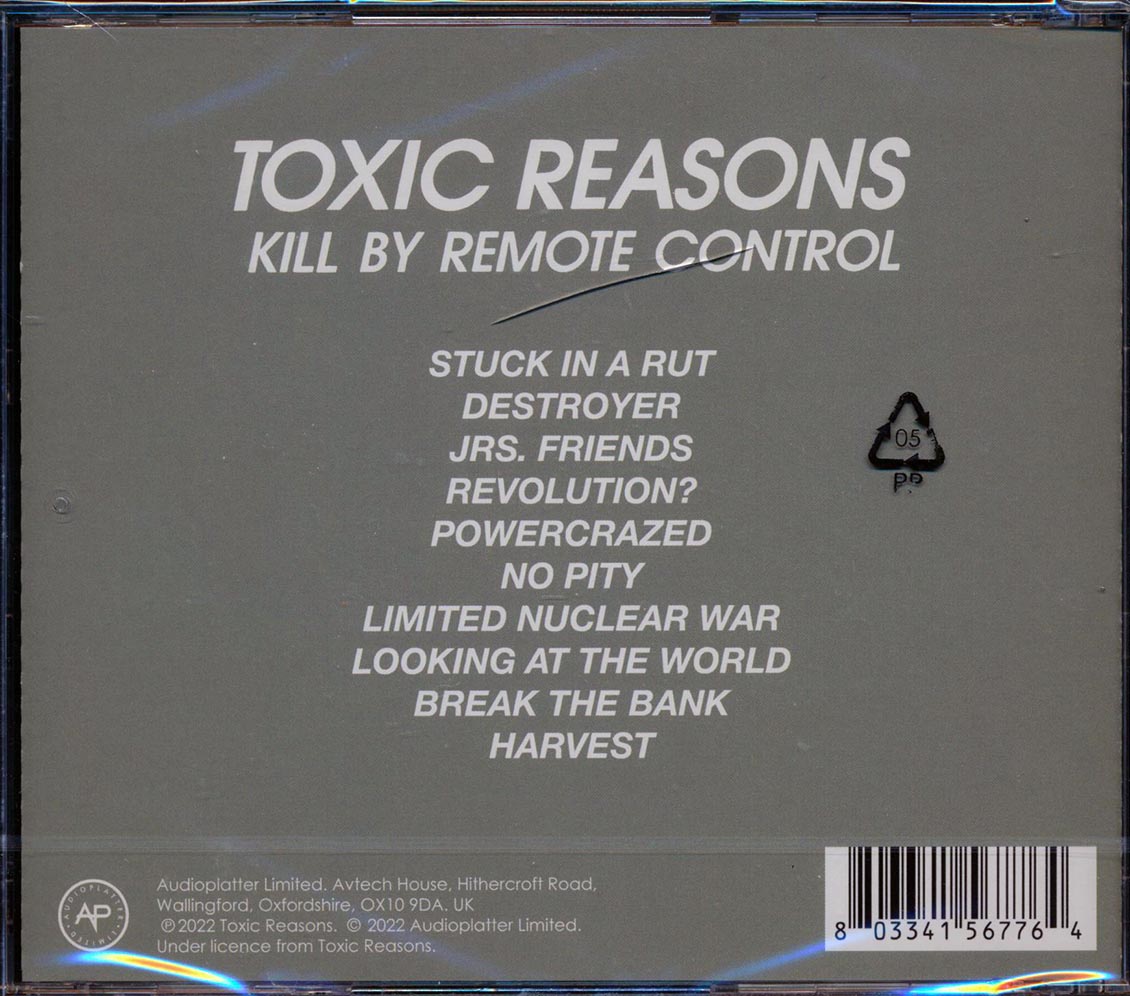 TOXIC REASONS
KILL BY REMOTE CONTROL
STUCK IN A RUT
DESTROYER
JRS. FRIENDS
REVOLUTION?
POWERCRAZED
NO PITY
LIMITED NUCLEAR WAR
LOOKING AT THE WORLD
BREAK THE BANK
HARVEST
05
PP
AUDIOPLATTER
AP
LIMITED
Audioplatter Limited. Avtech House, Hithercroft Road,
Wallingford, Oxfordshire, OX10 9DA. UK
℗2022 Toxic Reasons. © 2022 Audioplatter Limited.
Under licence from Toxic Reasons.
8 03341 56776 4